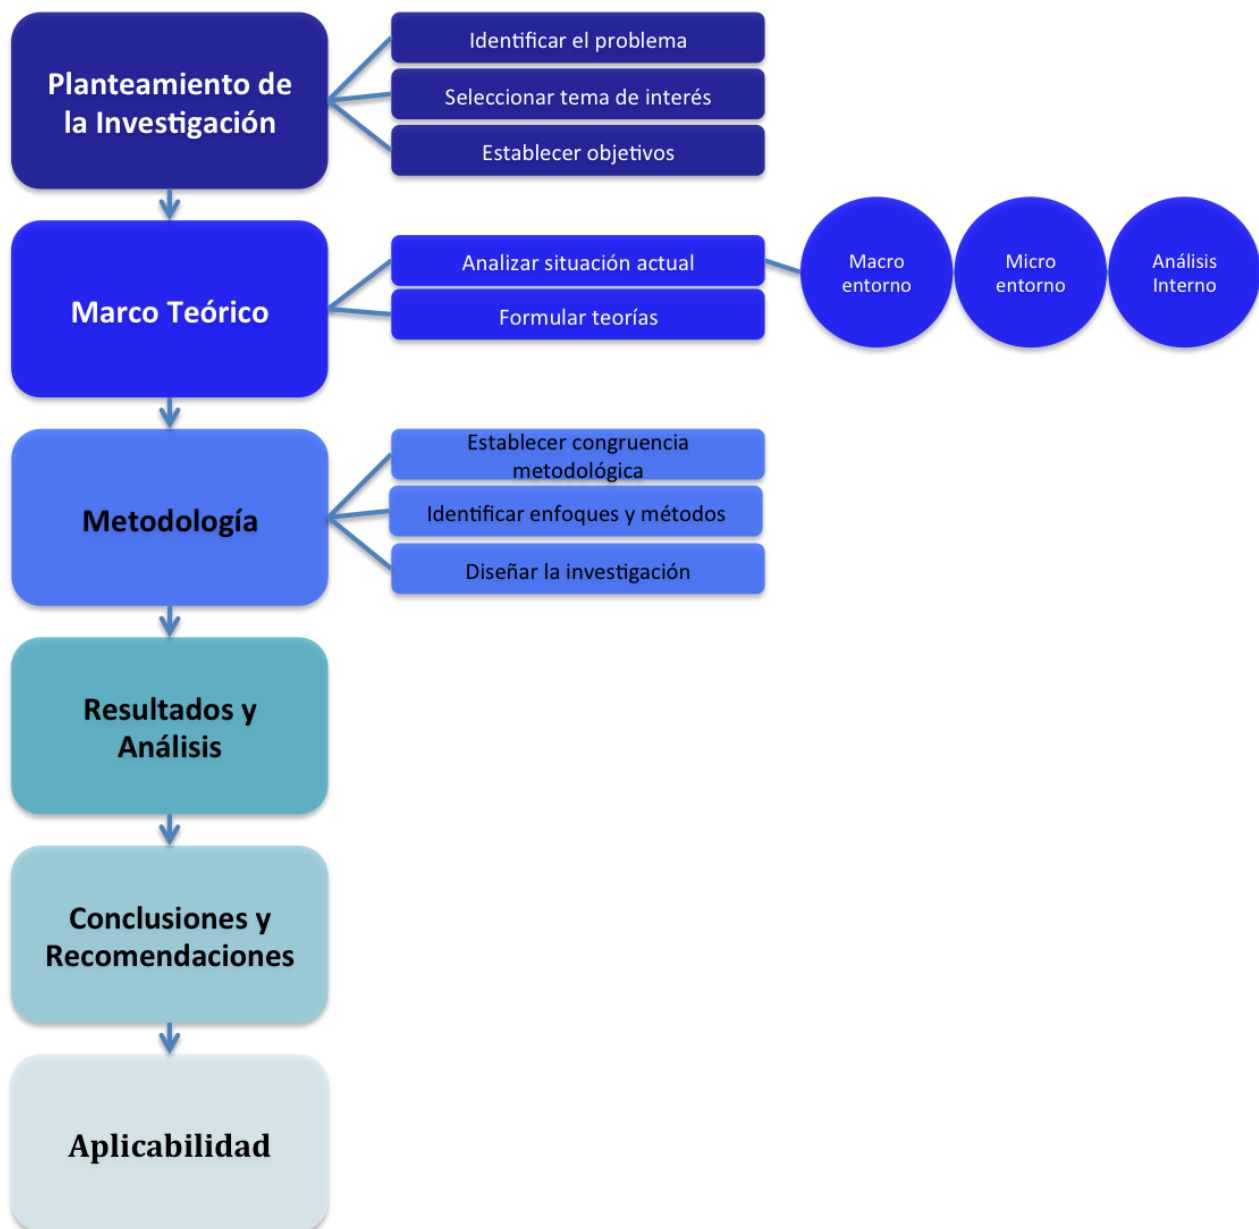 Planteamiento de
la Investigación
Identificar el problema
Seleccionar tema de interés
Establecer objetivos
Marco Teórico
Analizar situación actual
Formular teorías
Macro
entorno
Micro
entorno
Análisis
Interno
Metodología
Establecer congruencia
metodológica
Identificar enfoques y métodos
Diseñar la investigación
Resultados y
Análisis
Conclusiones y
Recomendaciones
Aplicabilidad